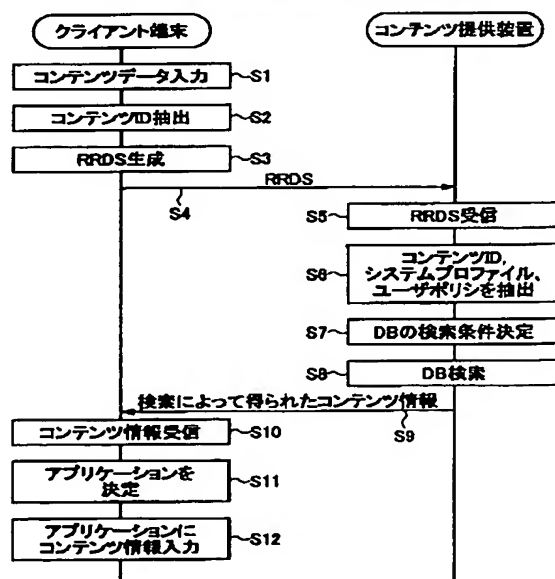 クライアント端末
コンテンツ提供装置
コンテンツデータ入力
S1
コンテンツID抽出
S2
RRDS生成
S3
RRDS
S4
S5
RRDS受信
S6
コンテンツID,
システムプロファイル、
ユーザポリシを抽出
S7
DBの検索条件決定
S8
DB検索
検索によって得られたコンテンツ情報
S9
コンテンツ情報受信
S10
アプリケーションを
決定
S11
アプリケーションに
コンテンツ情報入力
S12